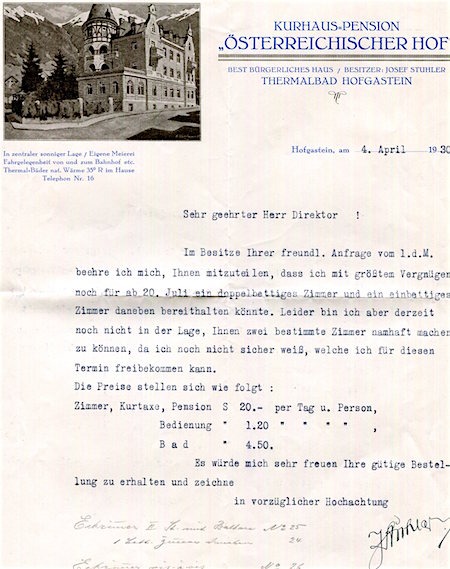 KURHAUS-PENSION
„ÖSTERREICHISCHER HOF"
BEST BÜRGERLICHES HAUS / BESITZER: JOSEF STUHLER
THERMALBAD HOFGASTEIN
In zentraler sonniger Lage / Eigene Meierei
Fahrgelegenheit von und zum Bahnhof etc.
Thermal-Bäder nat. Wärme 35° R im Hause
Telephon Nr. 16
Hofgastein, am 4. April 1930
Sehr geehrter Herr Direktor !
Im Besitze Ihrer freundl. Anfrage vom l.d.M.
beehre ich mich, Ihnen mitzuteilen, dass ich mit größtem Vergnügen
noch für ab 20. Juli ein doppelbettiges Zimmer und ein einbettiges
Zimmer daneben bereithalten könnte. Leider bin ich aber derzeit
noch nicht in der Lage, Ihnen zwei bestimmte Zimmer namhaft machen
zu können, da ich noch nicht sicher weiß, welche ich für diesen
Termin freibekommen kann.
Die Preise stellen sich wie folgt :
Zimmer, Kurtaxe, Pension S 20.- per Tag u. Person,
Bedienung " 1.20 " " " " ,
B a d " 4.50.
Es würde mich sehr freuen Ihre gütige Bestel-
lung zu erhalten und zeichne
in vorzüglicher Hochachtung
II
No 25
1
24
No 26